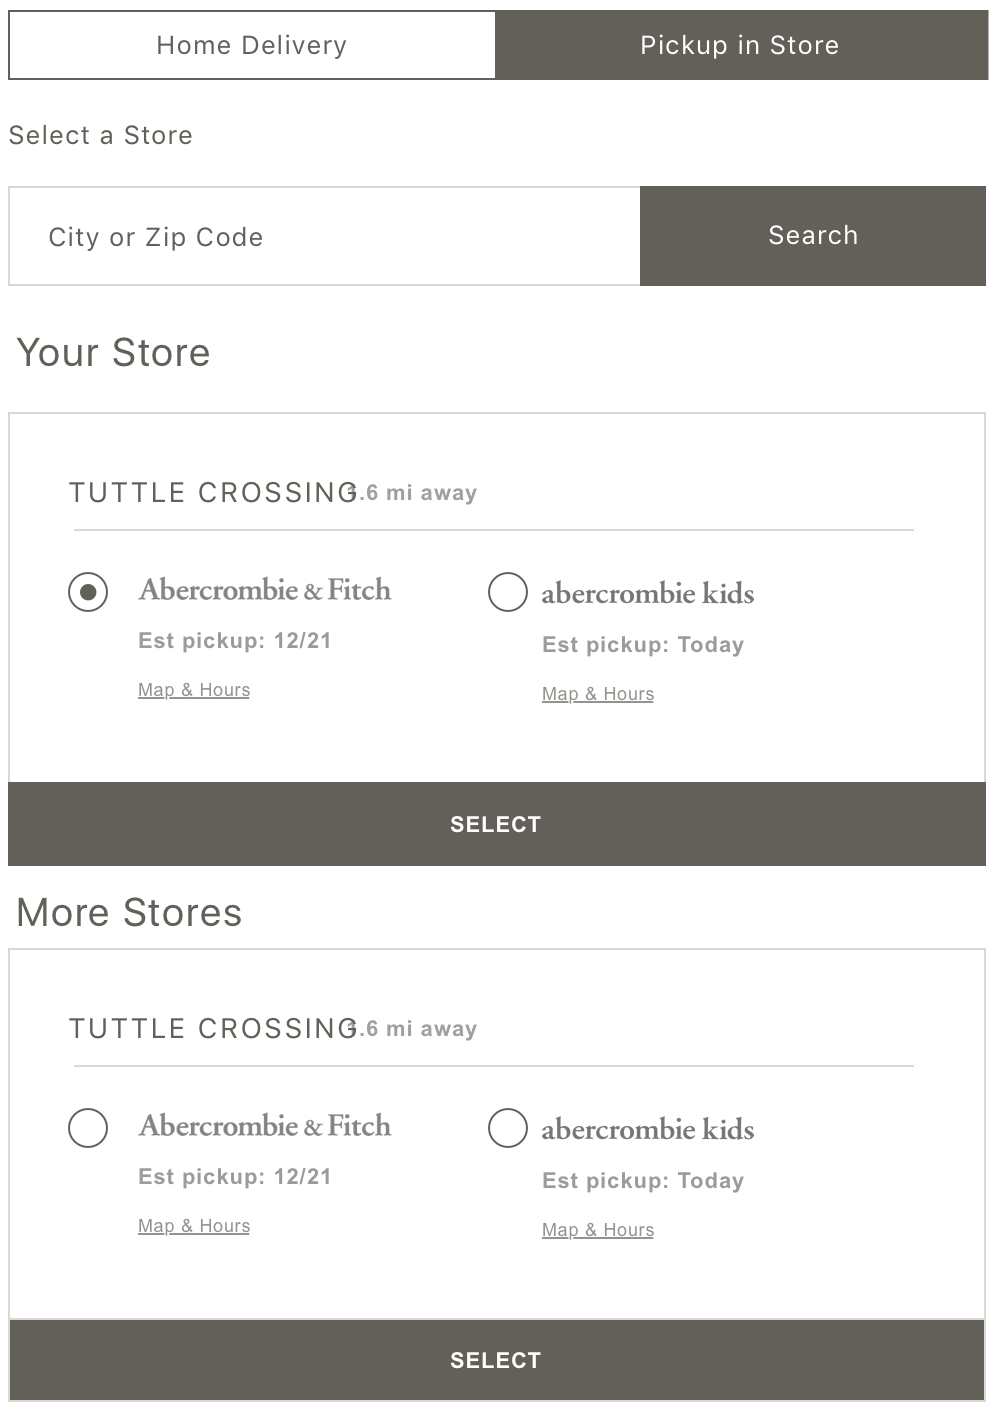 Home Delivery
Pickup in Store
Select a Store
City or Zip Code
Search
Your Store
TUTTLE CROSSING .6 mi away
Abercrombie & Fitch
abercrombie kids
Est pickup: 12/21
Est pickup: Today
Map & Hours
Map & Hours
SELECT
More Stores
TUTTLE CROSSING .6 mi away
Abercrombie & Fitch
abercrombie kids
Est pickup: 12/21
Est pickup: Today
Map & Hours
Map & Hours
SELECT